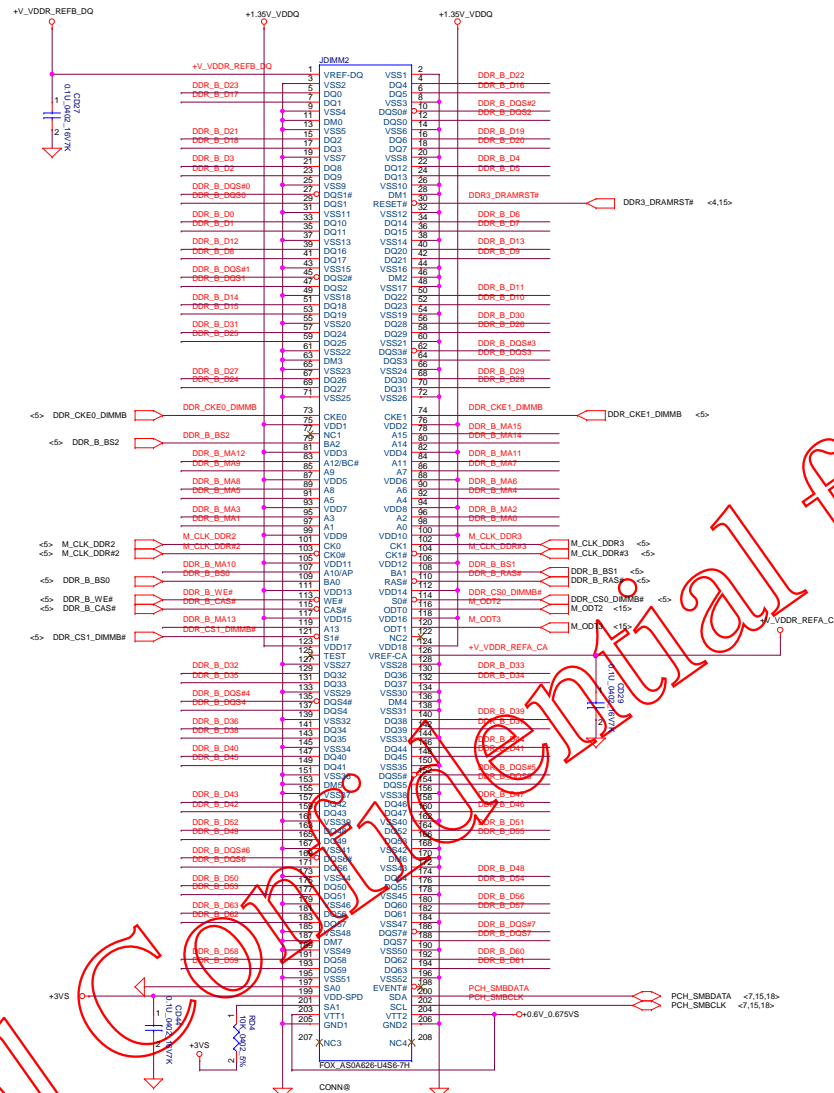 +V_VDDR_REFB_DQ
+1.35V_VDDQ
+1.35V_VDDQ
CD27
0.1U_0402_16V7K
1
2
JDIMM2
+V_VDDR_REFB_DQ 1 VREF-DQ VSS1 2
3 VSS2 DQ4 4 DDR_B_D22
DDR_B_D23 5 DQ0 DQ5 6 DDR_B_D16
DDR_B_D17 7 DQ1 VSS3 8
9 VSS4 DQS0# 10 DDR_B_DQS#2
11 DM0 DQS0 12 DDR_B_DQS2
13 VSS5 VSS6 14
DDR_B_D21 15 DQ2 DQ6 16 DDR_B_D19
DDR_B_D18 17 DQ3 DQ7 18 DDR_B_D20
19 VSS7 VSS8 20
DDR_B_D3 21 DQ8 DQ12 22 DDR_B_D4
DDR_B_D2 23 DQ9 DQ13 24 DDR_B_D5
25 VSS9 VSS10 26
DDR_B_DQS#0 27 DQS1# DM1 28
DDR_B_DQS0 29 DQS1 RESET# 30 DDR3_DRAMRST# DDR3_DRAMRST# <4,15>
31 VSS11 VSS12 32
DDR_B_D0 33 DQ10 DQ14 34 DDR_B_D6
DDR_B_D1 35 DQ11 DQ15 36 DDR_B_D7
37 VSS13 VSS14 38
DDR_B_D12 39 DQ16 DQ20 40 DDR_B_D13
DDR_B_D8 41 DQ17 DQ21 42 DDR_B_D9
43 VSS15 VSS16 44
DDR_B_DQS#1 45 DQS2# DM2 46
DDR_B_DQS1 47 DQS2 VSS17 48
49 VSS18 DQ22 50 DDR_B_D11
DDR_B_D14 51 DQ18 DQ23 52 DDR_B_D10
DDR_B_D15 53 DQ19 VSS19 54
55 VSS20 DQ28 56 DDR_B_D30
DDR_B_D31 57 DQ24 DQ29 58 DDR_B_D26
DDR_B_D25 59 DQ25 VSS21 60
61 VSS22 DQS3# 62 DDR_B_DQS#3
63 DM3 DQS3 64 DDR_B_DQS3
65 VSS23 VSS24 66
DDR_B_D27 67 DQ26 DQ30 68 DDR_B_D29
DDR_B_D24 69 DQ27 DQ31 70 DDR_B_D28
71 VSS25 VSS26 72
<5> DDR_CKE0_DIMMB DDR_CKE0_DIMMB 73 CKE0 CKE1 74 DDR_CKE1_DIMMB DDR_CKE1_DIMMB <5>
75 VDD1 VDD2 76
77 NC1 A15 78 DDR_B_MA15
<5> DDR_B_BS2 DDR_B_BS2 79 BA2 A14 80 DDR_B_MA14
81 VDD3 VDD4 82
DDR_B_MA12 83 A12/BC# A11 84 DDR_B_MA11
DDR_B_MA9 85 A9 A7 86 DDR_B_MA7
87 VDD5 VDD6 88
DDR_B_MA8 89 A8 A6 90 DDR_B_MA6
DDR_B_MA5 91 A5 A4 92 DDR_B_MA4
93 VDD7 VDD8 94
DDR_B_MA3 95 A3 A2 96 DDR_B_MA2
DDR_B_MA1 97 A1 A0 98 DDR_B_MA0
99 VDD9 VDD10 100
<5> M_CLK_DDR2 M_CLK_DDR2 101 CK0 CK1 102 M_CLK_DDR3 M_CLK_DDR3 <5>
<5> M_CLK_DDR#2 M_CLK_DDR#2 103 CK0# CK1# 104 M_CLK_DDR#3 M_CLK_DDR#3 <5>
105 VDD11 VDD12 106
DDR_B_MA10 107 A10/AP BA1 108 DDR_B_BS1 DDR_B_BS1 <5>
<5> DDR_B_BS0 DDR_B_BS0 109 BA0 RAS# 110 DDR_B_RAS# DDR_B_RAS# <5>
111 VDD13 VDD14 112
<5> DDR_B_WE# DDR_B_WE# 113 WE# S0# 114 DDR_CS0_DIMMB# DDR_CS0_DIMMB# <5>
<5> DDR_B_CAS# DDR_B_CAS# 115 CAS# ODT0 116 M_ODT2 M_ODT2 <15>
117 VDD15 VDD16 118
DDR_B_MA13 119 A13 ODT1 120 M_ODT3 <15>
<5> DDR_CS1_DIMMB# DDR_CS1_DIMMB# 121 S1# NC2 122
123 VDD17 VDD18 124
125 TEST VREF-CA 126 +V_VDDR_REFA_CA
127 VSS27 VSS28 128
DDR_B_D32 129 DQ32 DQ36 130 DDR_B_D33
DDR_B_D35 131 DQ33 DQ37 132 DDR_B_D34
133 VSS29 VSS30 134
DDR_B_DQS#4 135 DQS4# DM4 136
DDR_B_DQS4 137 DQS4 VSS31 138
139 VSS32 DQ38 140 DDR_B_D39
DDR_B_D36 141 DQ34 DQ39 142
DDR_B_D38 143 DQ35 VSS33 144
145 VSS34 DQ44 146
DDR_B_D40 147 DQ40 DQ45 148 DDR_B_D41
DDR_B_D45 149 DQ41 VSS35 150
151 VSS36 DQS5# 152 DDR_B_DQS#5
153 DM5 DQS5 154
155 VSS37 VSS38 156
DDR_B_D43 157 DQ42 DQ46 158 DDR_B_D47
DDR_B_D42 159 DQ43 DQ47 160 DDR_B_D46
161 VSS39 VSS40 162
DDR_B_D52 163 DQ48 DQ52 164 DDR_B_D51
DDR_B_D49 165 DQ49 DQ53 166 DDR_B_D55
167 VSS41 VSS42 168
DDR_B_DQS#6 169 DQS6# DM6 170
DDR_B_DQS6 171 DQS6 VSS43 172
173 VSS44 DQ54 174 DDR_B_D48
DDR_B_D50 175 DQ50 DQ55 176 DDR_B_D54
DDR_B_D53 177 DQ51 VSS45 178
179 VSS46 DQ60 180 DDR_B_D56
DDR_B_D63 181 DQ56 DQ61 182 DDR_B_D57
DDR_B_D62 183 DQ57 VSS47 184
185 VSS48 DQS7# 186 DDR_B_DQS#7
187 DM7 DQS7 188 DDR_B_DQS7
189 VSS49 VSS50 190
DDR_B_D58 191 DQ58 DQ62 192 DDR_B_D60
DDR_B_D59 193 DQ59 DQ63 194 DDR_B_D61
195 VSS51 VSS52 196
197 SA0 EVENT# 198
+3VS 199 VDD-SPD SDA 200 PCH_SMBDATA PCH_SMBDATA <7,15,18>
201 SA1 SCL 202 PCH_SMBCLK PCH_SMBCLK <7,15,18>
203 VTT1 VTT2 204 +0.6V_0.675VS
205 GND1 GND2 206
207 NC3 NC4 208
FOX_AS0A626-U4S6-7H
CONN@
+V_VDDR_REFA_CA
CD29
0.1U_0402_16V7K
1
2
CD44
0.1U_0402_16V7K
1
2
+3VS
RD4
10K_0402_5%
1
2
Confidential